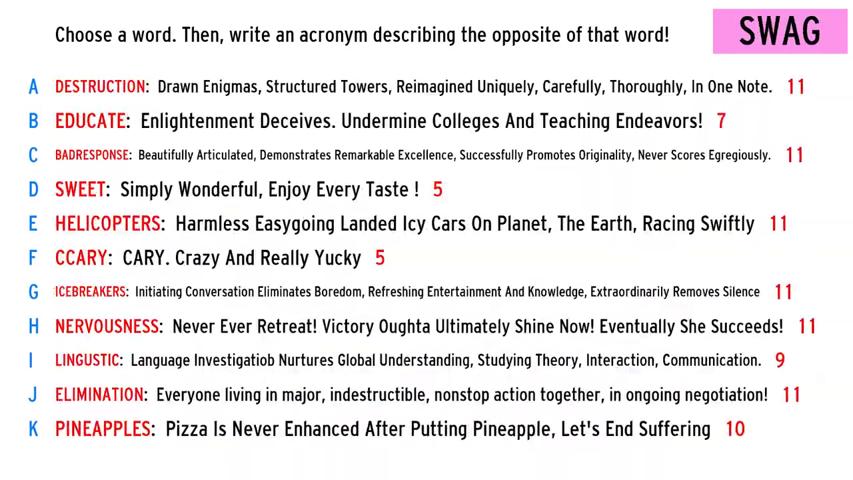 Choose a word. Then, write an acronym describing the opposite of that word!
SWAG
A DESTRUCTION: Drawn Enigmas, Structured Towers, Reimagined Uniquely, Carefully, Thoroughly, In One Note. 11
B EDUCATE: Enlightenment Deceives. Undermine Colleges And Teaching Endeavors! 7
C BADRESPONSE: Beautifully Articulated, Demonstrates Remarkable Excellence, Successfully Promotes Originality, Never Scores Egregiously. 11
D SWEET: Simply Wonderful, Enjoy Every Taste ! 5
E HELICOPTERS: Harmless Easygoing Landed Icy Cars On Planet, The Earth, Racing Swiftly 11
F CCARY: CARY. Crazy And Really Yucky 5
G ICEBREAKERS: Initiating Conversation Eliminates Boredom, Refreshing Entertainment And Knowledge, Extraordinarily Removes Silence 11
H NERVOUSNESS: Never Ever Retreat! Victory Oughta Ultimately Shine Now! Eventually She Succeeds! 11
I LINGUSTIC: Language Investigatiob Nurtures Global Understanding, Studying Theory, Interaction, Communication. 9
J ELIMINATION: Everyone living in major, indestructible, nonstop action together, in ongoing negotiation! 11
K PINEAPPLES: Pizza Is Never Enhanced After Putting Pineapple, Let's End Suffering 10